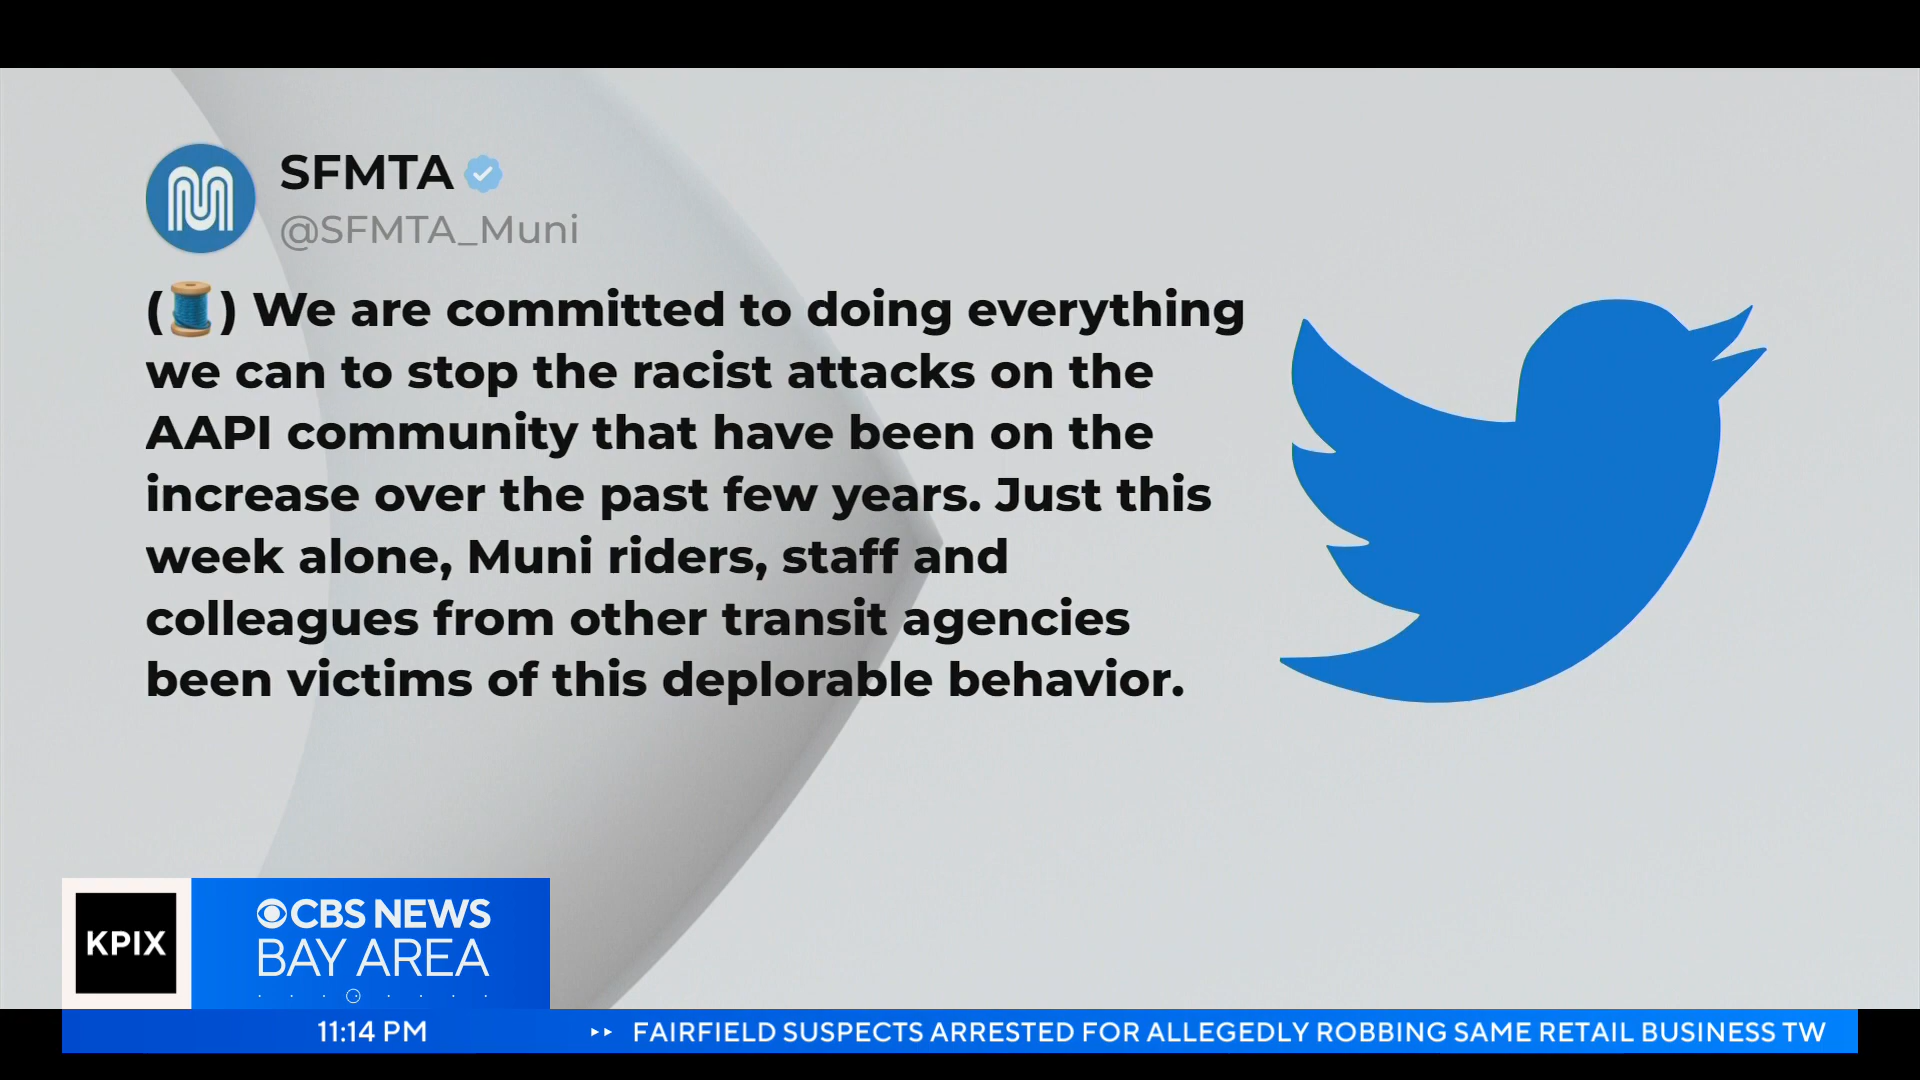 SFMTA
@SFMTA_Muni
(🧵) We are committed to doing everything
we can to stop the racist attacks on the
AAPI community that have been on the
increase over the past few years. Just this
week alone, Muni riders, staff and
colleagues from other transit agencies
been victims of this deplorable behavior.
KPIX
CBS NEWS
BAY AREA
11:14 PM
FAIRFIELD SUSPECTS ARRESTED FOR ALLEGEDLY ROBBING SAME RETAIL BUSINESS TW